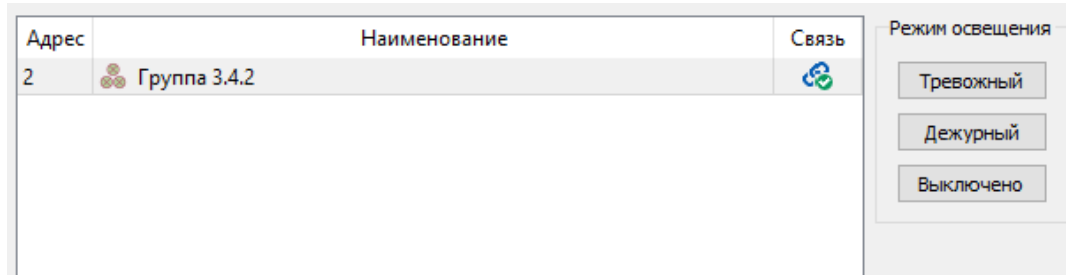 Адрес Наименование Связь
2 Группа 3.4.2
Режим освещения
Тревожный
Дежурный
Выключено